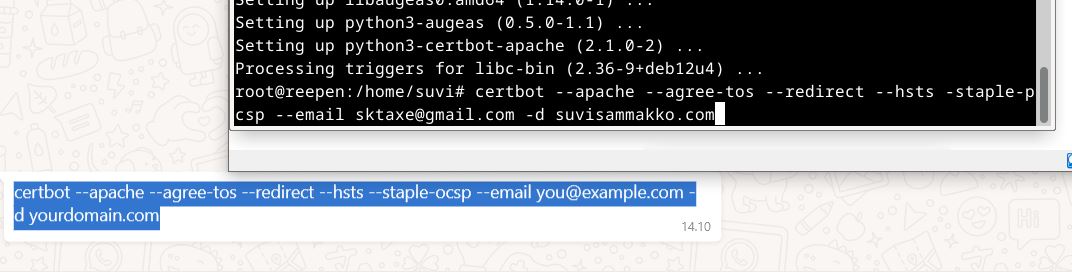 Setting up libaugeas0:amd64 (1.14.0-1) ...
Setting up python3-augeas (0.5.0-1.1) ...
Setting up python3-certbot-apache (2.1.0-2) ...
Processing triggers for libc-bin (2.36-9+deb12u4) ...
root@reepen:/home/suvi# certbot --apache --agree-tos --redirect --hsts -staple-p
csp --email sktaxe@gmail.com -d suvisammakko.com
certbot --apache --agree-tos --redirect --hsts --staple-ocsp --email you@example.com -
d yourdomain.com
14.10